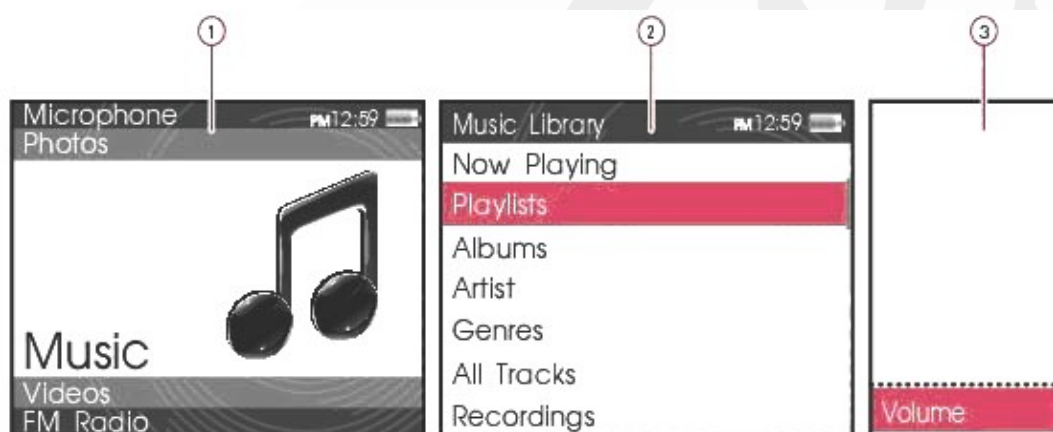 1
2
3
Microphone
PM12:59
Photos
Music
Videos
FM Radio
Music Library
PM12:59
Now Playing
Playlists
Albums
Artist
Genres
All Tracks
Recordings
Volume